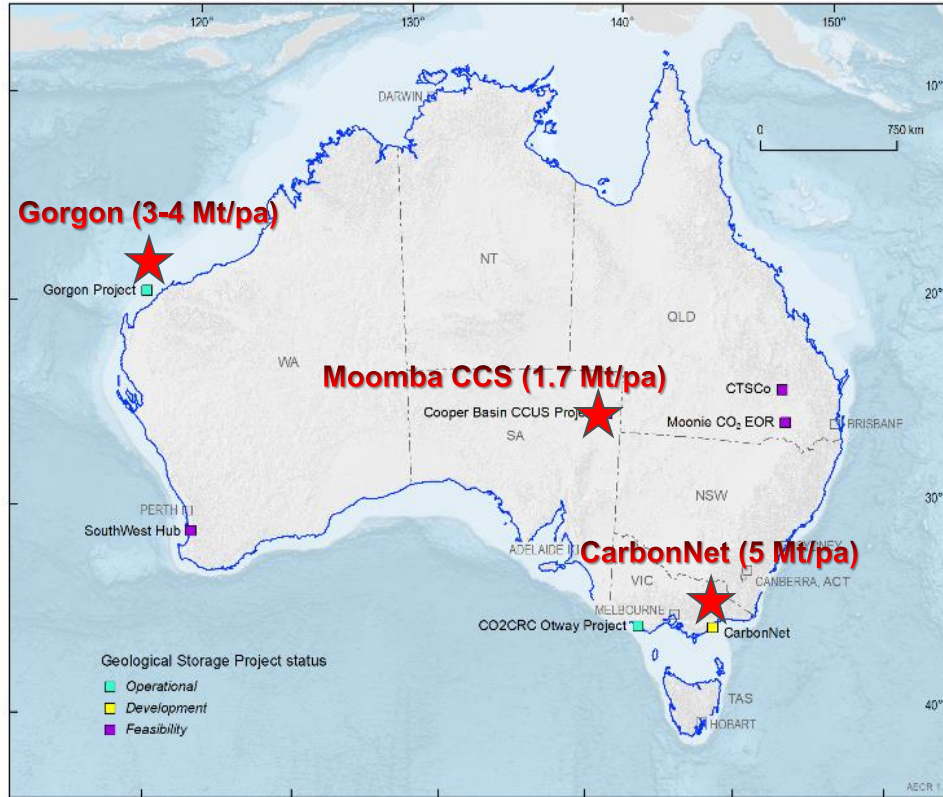 120°
130°
140°
150°
DARWIN
10°
0 750 km
Gorgon (3-4 Mt/pa)
NT
Gorgon Project
20°
QLD
WA
Moomba CCS (1.7 Mt/pa)
CTSCo
Cooper Basin CCUS Project
Moonie CO₂ EOR
BRISBANE
SA
30°
NSW
PERTH
SouthWest Hub
ADELAIDE
CarbonNet (5 Mt/pa)
CANBERRA, ACT
VIC
MELBOURNE
CO2CRC Otway Project
CarbonNet
Geological Storage Project status
Operational
TAS
Development
40°
HOBART
Feasibility